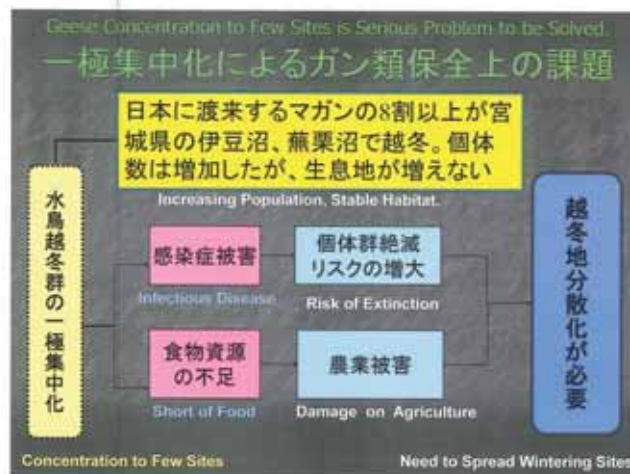 Geese Concentration to Few Sites is Serious Problem to be Solved.
一極集中化によるガン類保全上の課題
日本に渡来するマガンの8割以上が宮
城県の伊豆沼、蕪栗沼で越冬。個体
数は増加したが、生息地が増えない
Increasing Population, Stable Habitat.
水鳥越冬群の一極集中化
感染症被害
Infectious Disease
個体群絶滅
リスクの増大
Risk of Extinction
食物資源
の不足
Short of Food
農業被害
Damage on Agriculture
越冬地分散化が必要
Concentration to Few Sites
Need to Spread Wintering Sites